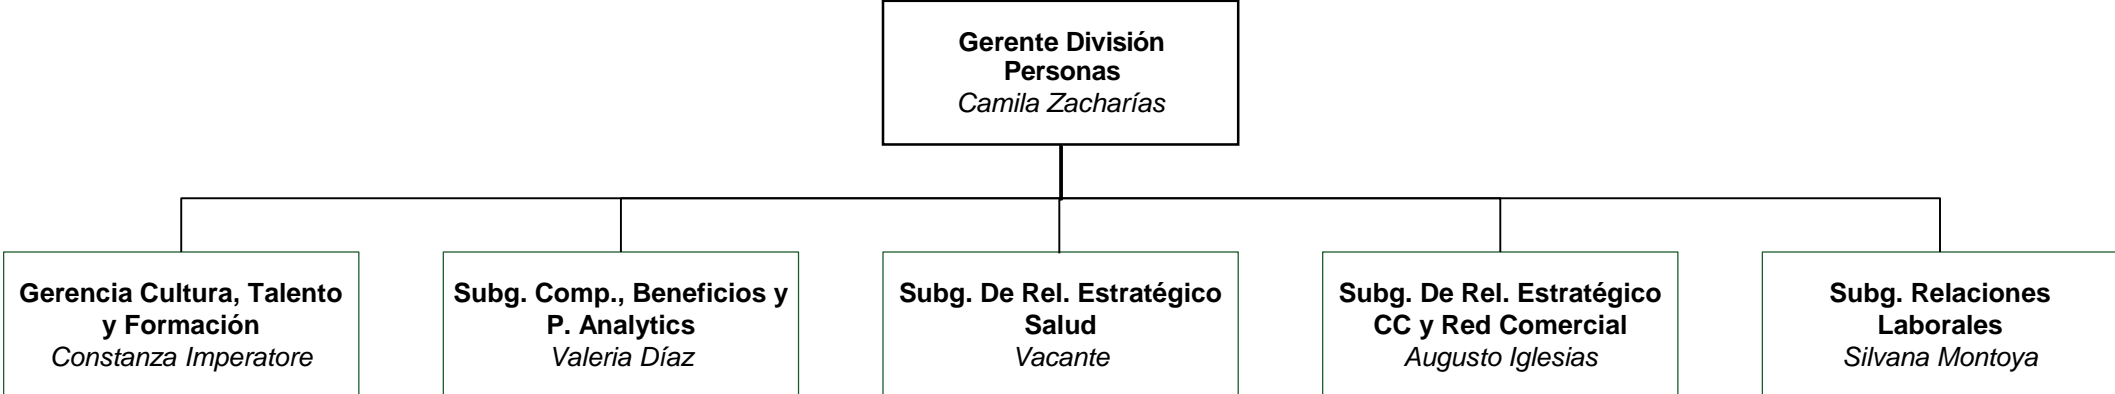 Gerente División
Personas
Camila Zacharías
Gerencia Cultura, Talento
y Formación
Constanza Imperatore
Subg. Comp., Beneficios y
P. Analytics
Valeria Díaz
Subg. De Rel. Estratégico
Salud
Vacante
Subg. De Rel. Estratégico
CC y Red Comercial
Augusto Iglesias
Subg. Relaciones
Laborales
Silvana Montoya